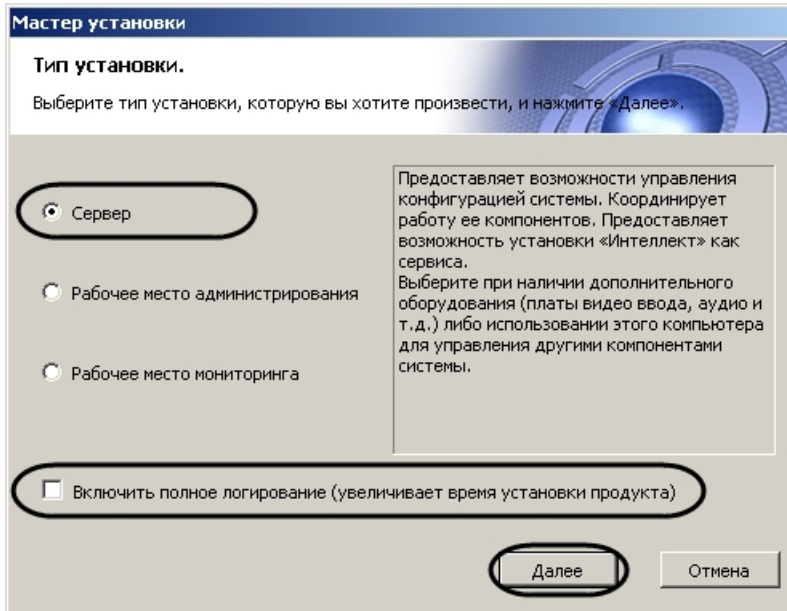 Мастер установки
Тип установки.
Выберите тип установки, которую вы хотите произвести, и нажмите «Далее».
Сервер
Рабочее место администрирования
Рабочее место мониторинга
Предоставляет возможности управления
конфигурацией системы. Координирует
работу ее компонентов. Предоставляет
возможность установки «Интеллект» как
сервиса.
Выберите при наличии дополнительного
оборудования (платы видео ввода, аудио и
т.д.) либо использовании этого компьютера
для управления другими компонентами
системы.
Включить полное логирование (увеличивает время установки продукта)
Далее
Отмена